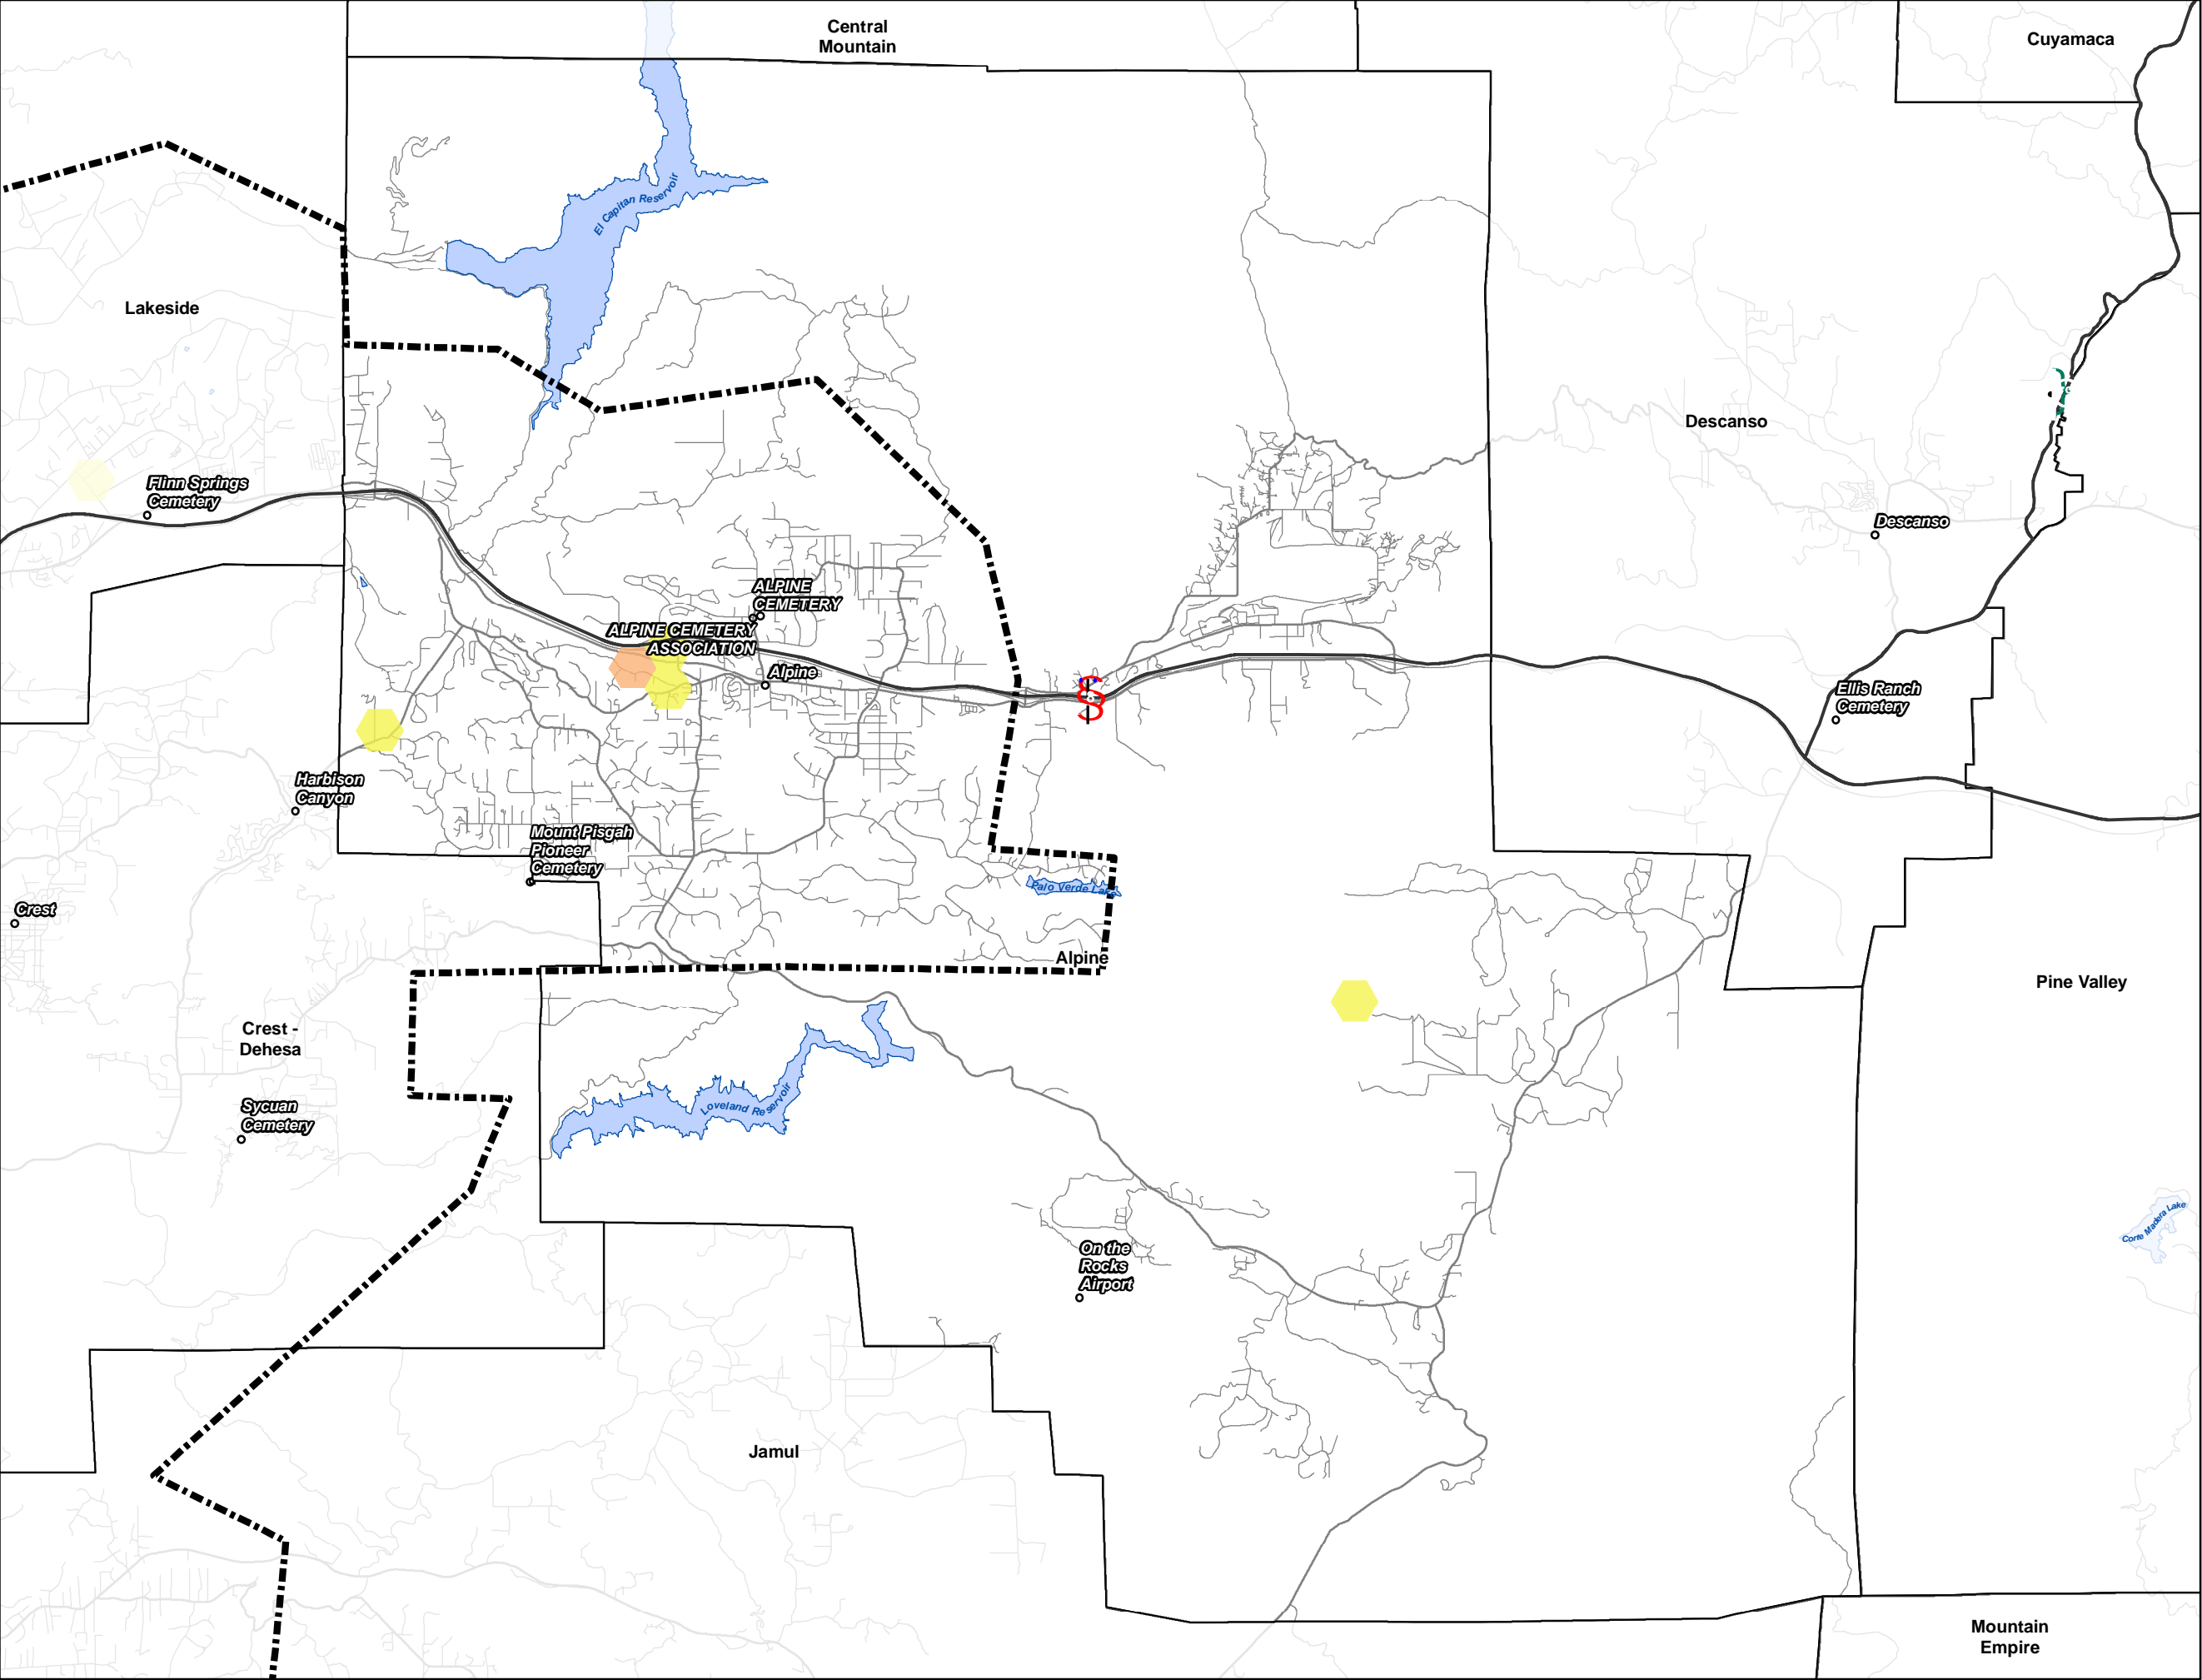 Central
Mountain
Cuyamaca
El Capitan Reservoir
Lakeside
Descanso
Flinn Springs
Cemetery
Descanso
ALPINE
CEMETERY
ALPINE CEMETERY
ASSOCIATION
Alpine
Ellis Ranch
Cemetery
Harbison
Canyon
Mount Pisgah
Pioneer
Cemetery
Palo Verde Lake
Crest
Alpine
Pine Valley
Crest -
Dehesa
Loveland Reservoir
Sycuan
Cemetery
Corte Madera Lake
On the
Rocks
Airport
Jamul
Mountain
Empire